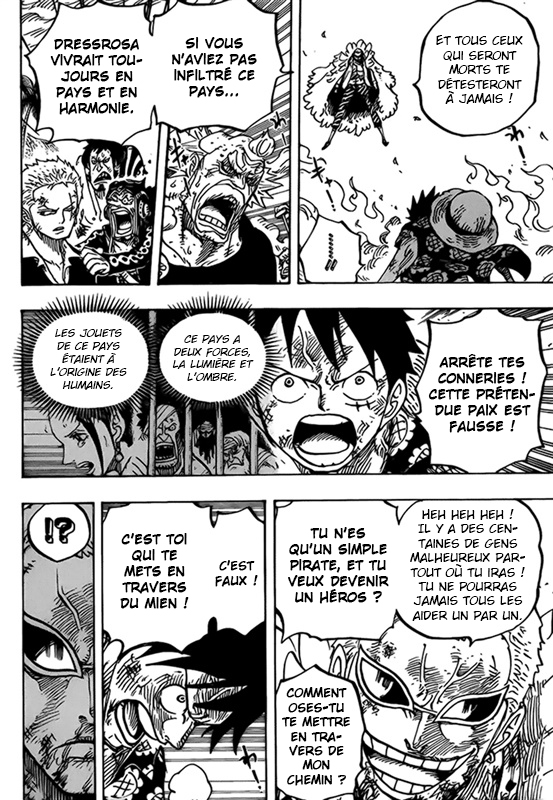 ET TOUS CEUX
QUI SERONT
MORTS TE
DÉTESTERONT
À JAMAIS !
SI VOUS
N'AVIEZ PAS
INFILTRÉ CE
PAYS...
DRESSROSA
VIVRAIT TOU-
JOURS EN
PAYS ET EN
HARMONIE.
ARRÊTE TES
CONNERIES !
CETTE PRÉTEN-
DUE PAIX EST
FAUSSE !
CE PAYS A
DEUX FORCES,
LA LUMIÈRE ET
L'OMBRE.
LES JOUETS
DE CE PAYS
ÉTAIENT À
L'ORIGINE DES
HUMAINS.
HEH HEH HEH !
IL Y A DES CEN-
TAINES DE GENS
MALHEUREUX PAR-
TOUT OÙ TU IRAS !
TU NE POURRAS
JAMAIS TOUS LES
AIDER UN PAR UN.
TU N'ES
QU'UN SIMPLE
PIRATE, ET TU
VEUX DEVENIR
UN HÉROS ?
COMMENT
OSES-TU
TE METTRE
EN TRA-
VERS DE
MON
CHEMIN ?
C'EST
FAUX !
C'EST TOI
QUI TE
METS EN
TRAVERS
DU MIEN !
!?